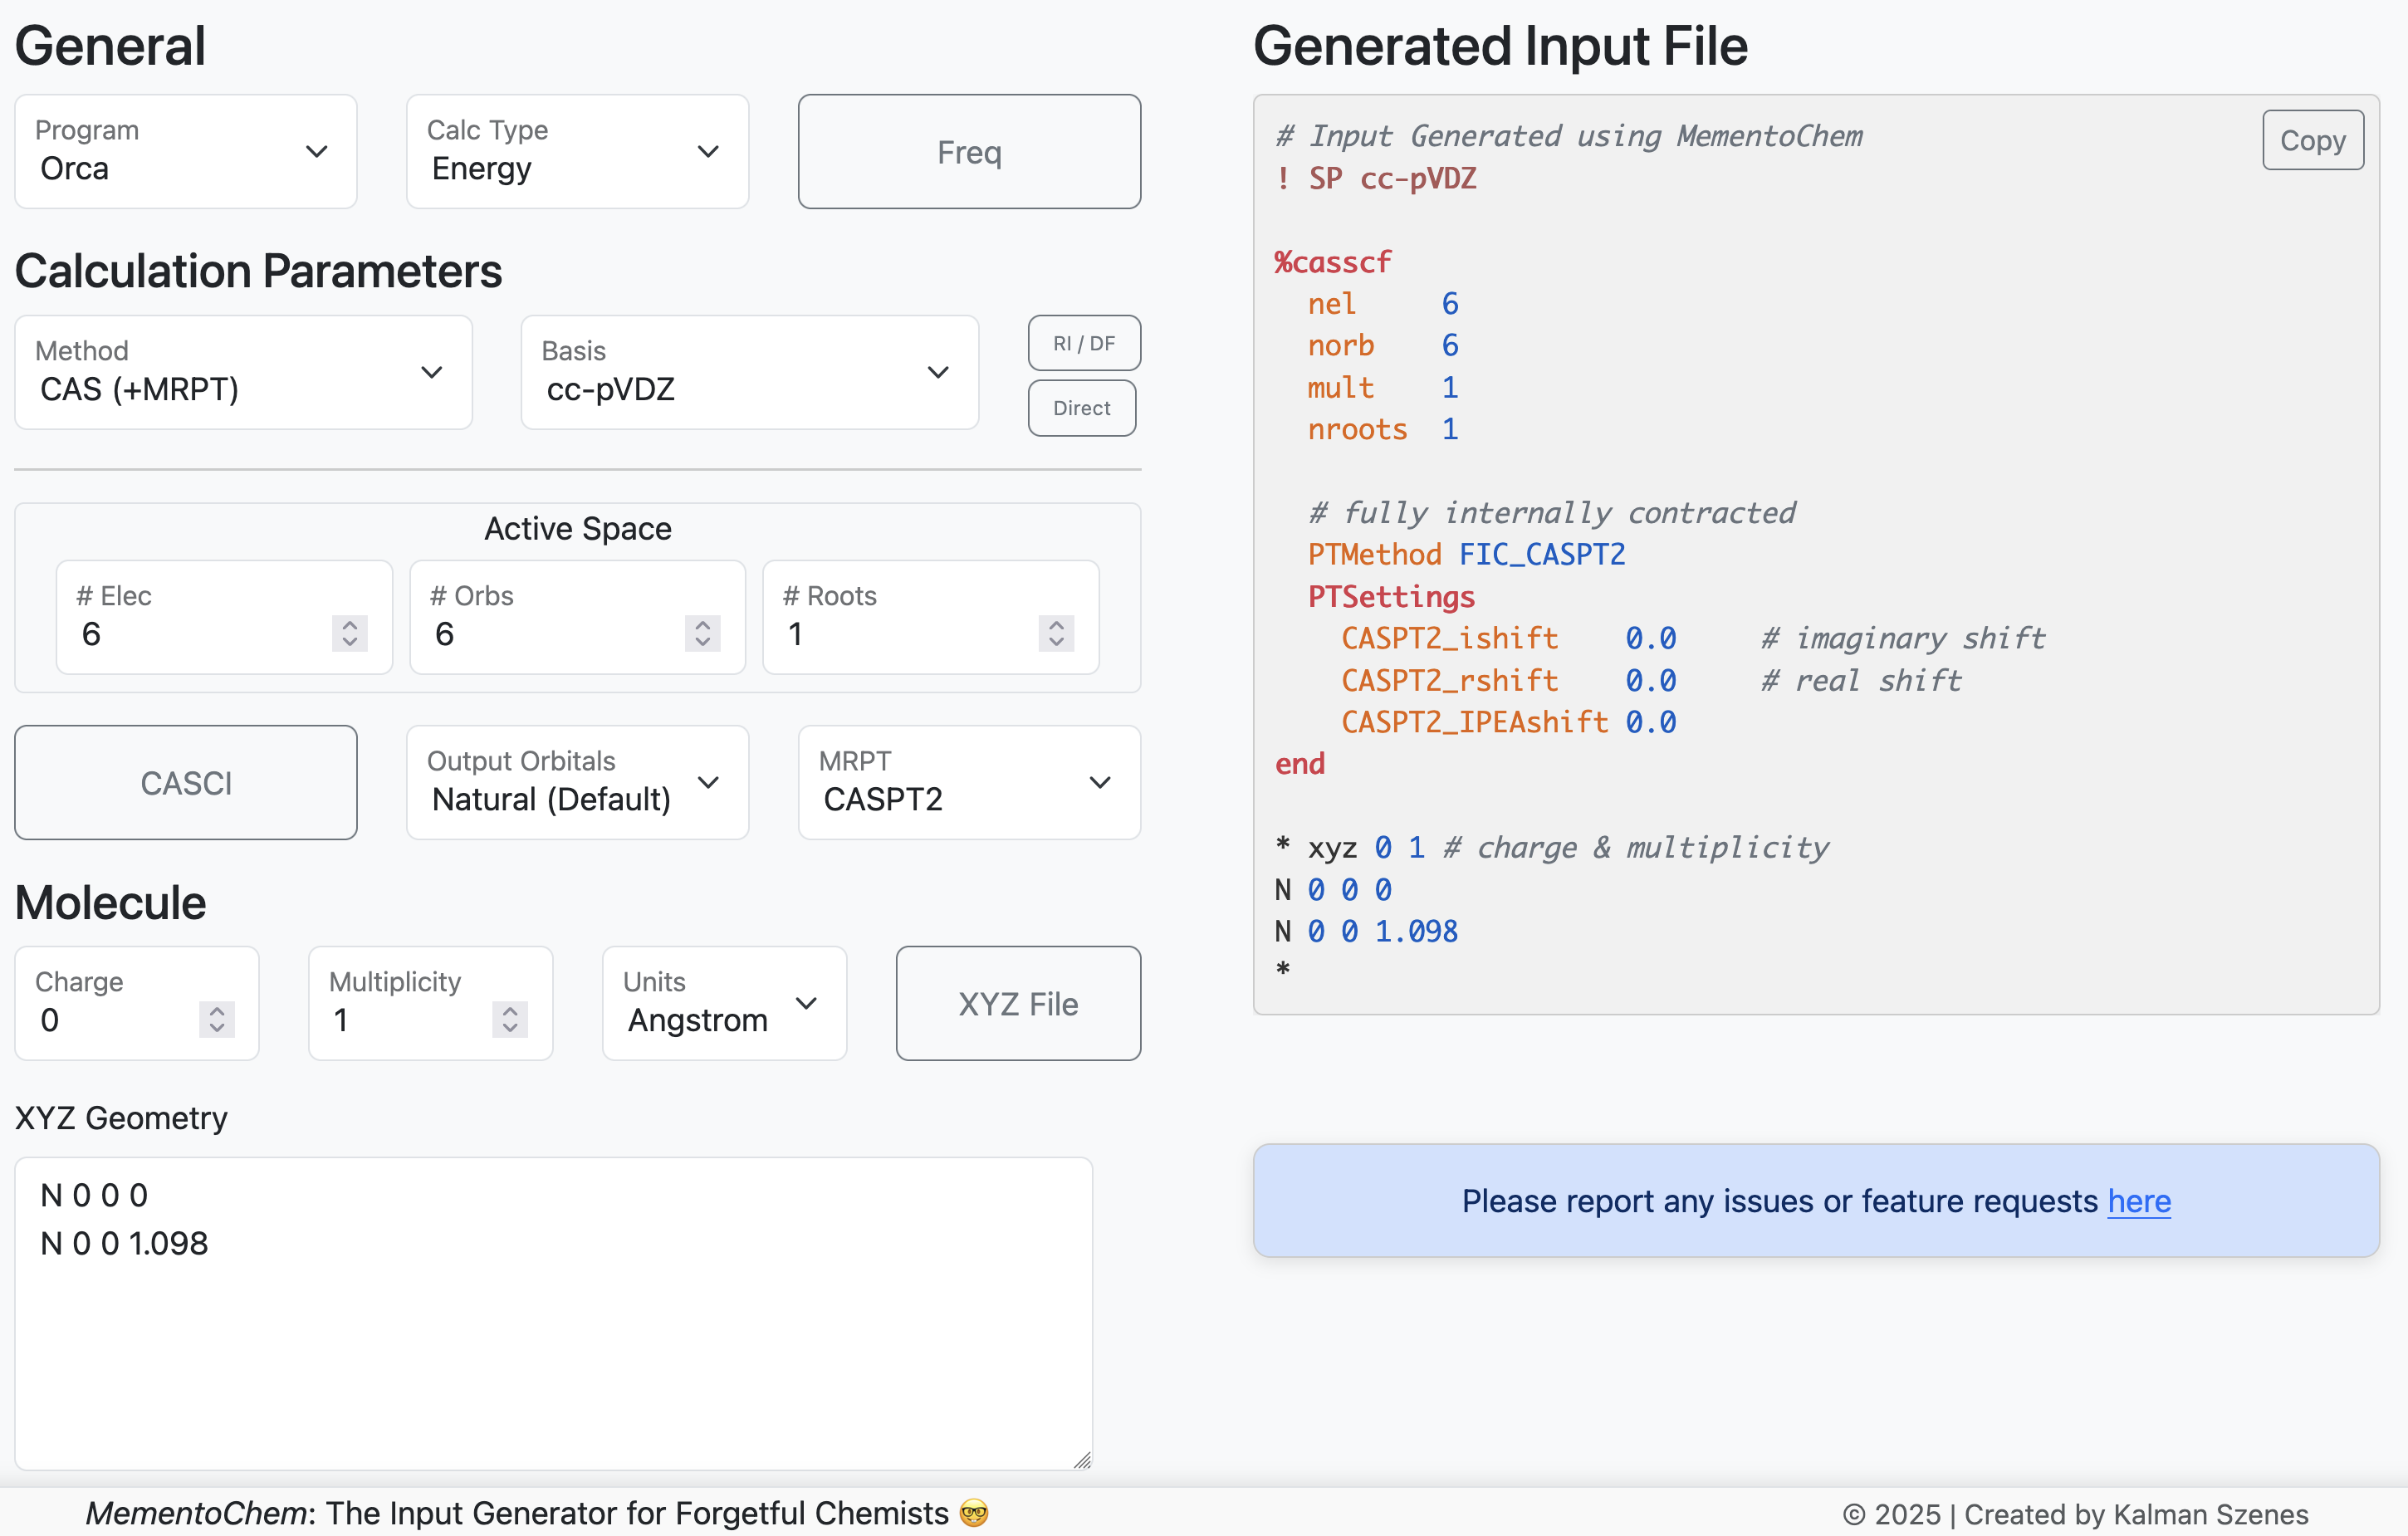 General
Program
Orca
Calc Type
Energy
Freq
Calculation Parameters
Method
CAS (+MRPT)
Basis
cc-pVDZ
RI / DF
Direct
Active Space
# Elec
6
# Orbs
6
# Roots
1
CASCI
Output Orbitals
Natural (Default)
MRPT
CASPT2
Molecule
Charge
0
Multiplicity
1
Units
Angstrom
XYZ File
XYZ Geometry
N 0 0 0
N 0 0 1.098
Generated Input File
Copy
# Input Generated using MementoChem
! SP cc-pVDZ
%casscf
  nel     6
  norb    6
  mult    1
  nroots  1
  # fully internally contracted
  PTMethod FIC_CASPT2
  PTSettings
    CASPT2_ishift    0.0     # imaginary shift
    CASPT2_rshift    0.0     # real shift
    CASPT2_IPEAshift 0.0
end
* xyz 0 1 # charge & multiplicity
N 0 0 0
N 0 0 1.098
*
Please report any issues or feature requests here
MementoChem: The Input Generator for Forgetful Chemists 🤓
© 2025 | Created by Kalman Szenes